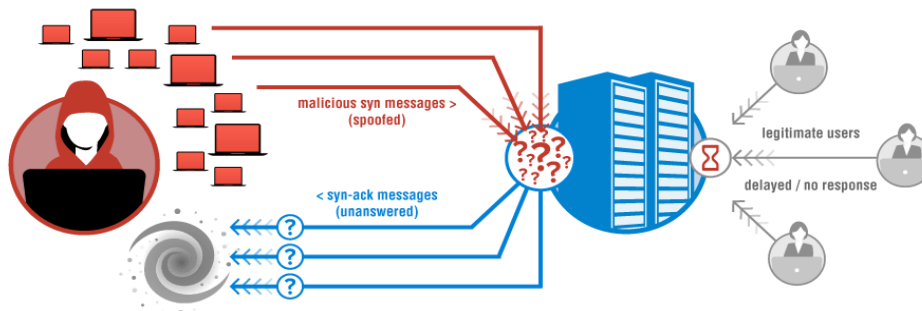 malicious syn messages >
(spoofed)
< syn-ack messages
(unanswered)
legitimate users
delayed / no response
? ? ? ? ? ? ? ? ? ?
?
?
?